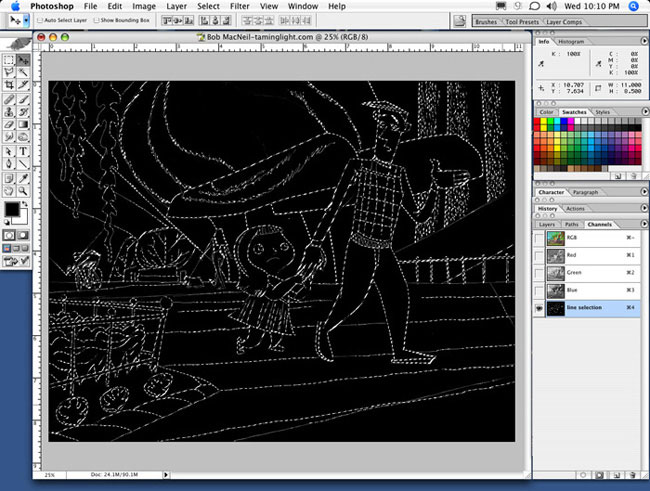 Photoshop File Edit Image Layer Select Filter View Window Help Wed 10:10 PM
Auto Select Layer Show Bounding Box Brushes Tool Presets Layer Comps
Bob MacNeil-taminglight.com @ 25% (RGB/8)
Info Histogram
K : 100% C : 0%
M : 0%
Y : 0%
K : 100%
X : 10.707 W : 11.000
Y : 7.634 H : 8.500
Color Swatches Styles
Character Paragraph
History Actions
Layers Paths Channels
RGB ⌘~
Red ⌘1
Green ⌘2
Blue ⌘3
line selection ⌘4
25% Doc: 24.1M/90.1M